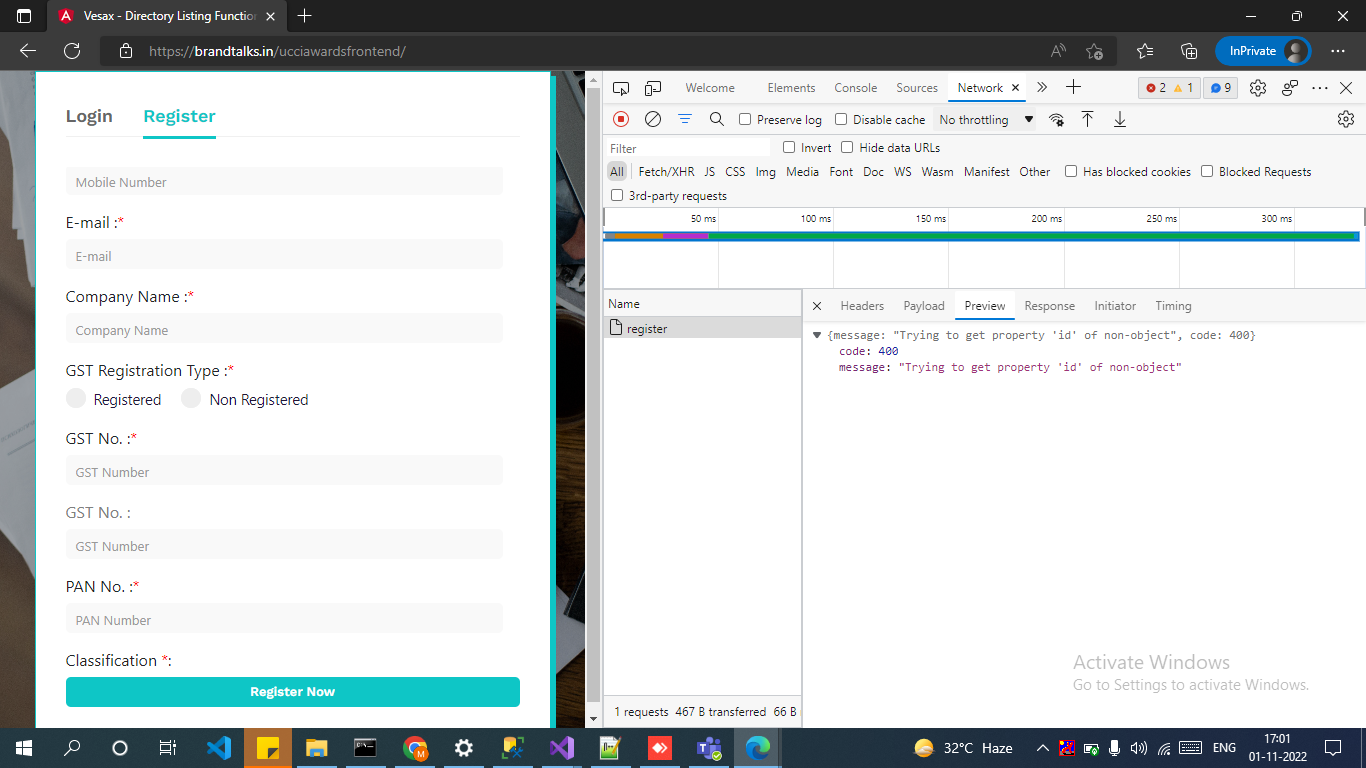 Vesax - Directory Listing Function
https://brandtalks.in/ucciawardsfrontend/
InPrivate
Login Register
Mobile Number
E-mail :*
E-mail
Company Name :*
Company Name
GST Registration Type :*
Registered Non Registered
GST No. :*
GST Number
GST No. :
GST Number
PAN No. :*
PAN Number
Classification *:
Register Now
Welcome Elements Console Sources Network 2 1 9
Preserve log Disable cache No throttling
Filter Invert Hide data URLs
All Fetch/XHR JS CSS Img Media Font Doc WS Wasm Manifest Other Has blocked cookies Blocked Requests
3rd-party requests
50 ms 100 ms 150 ms 200 ms 250 ms 300 ms
Name
register
Headers Payload Preview Response Initiator Timing
{message: "Trying to get property 'id' of non-object", code: 400}
code: 400
message: "Trying to get property 'id' of non-object"
Activate Windows
Go to Settings to activate Windows.
1 requests 467 B transferred 66 B
32°C Haze
ENG
17:01
01-11-2022